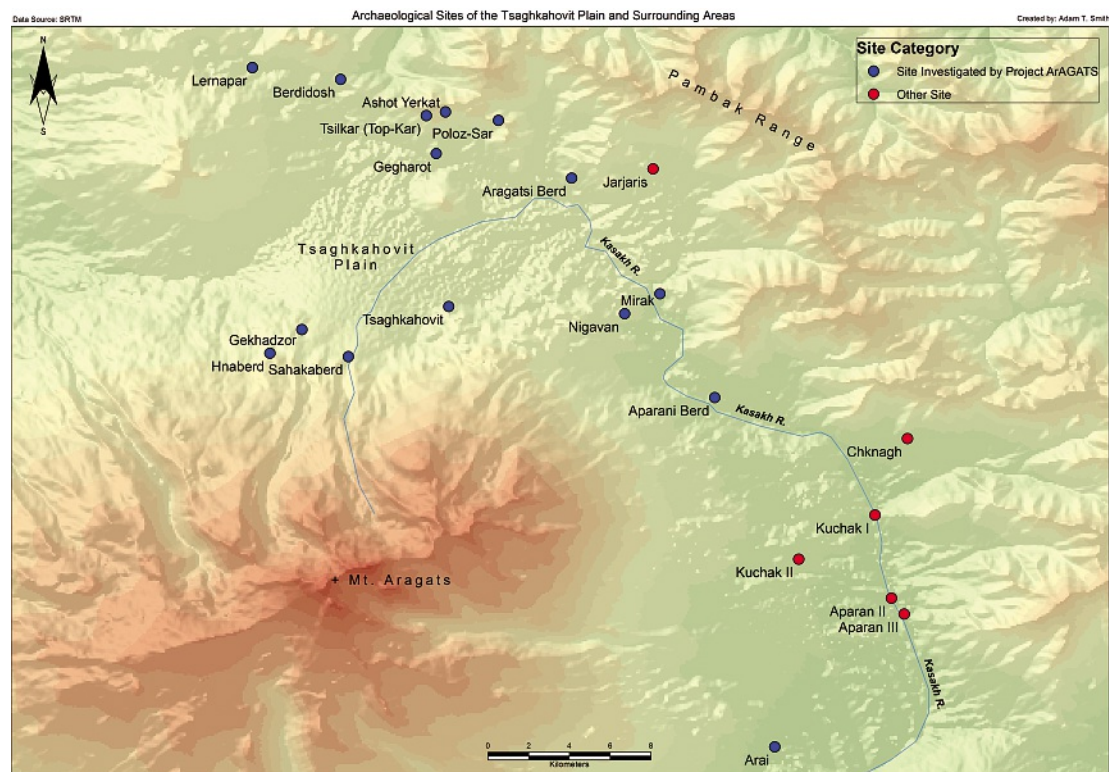 Data Source: SRTM
Archaeological Sites of the Tsaghkahovit Plain and Surrounding Areas
Created by: Adam T. Smith
N
S
Site Category
Site Investigated by Project ArAGATS
Other Site
Pambak Range
Lernapar
Berdidosh
Ashot Yerkat
Tsilkar (Top-Kar)
Poloz-Sar
Gegharot
Aragatsi Berd
Jarjaris
Tsaghkahovit
Plain
Kasakh R.
Mirak
Nigavan
Tsaghkahovit
Gekhadzor
Hnaberd
Sahakaberd
Aparani Berd
Kasakh R.
Chknagh
Kuchak I
Kuchak II
+ Mt. Aragats
Aparan II
Aparan III
Kasakh R.
Arai
0 2 4 6 8
Kilometers